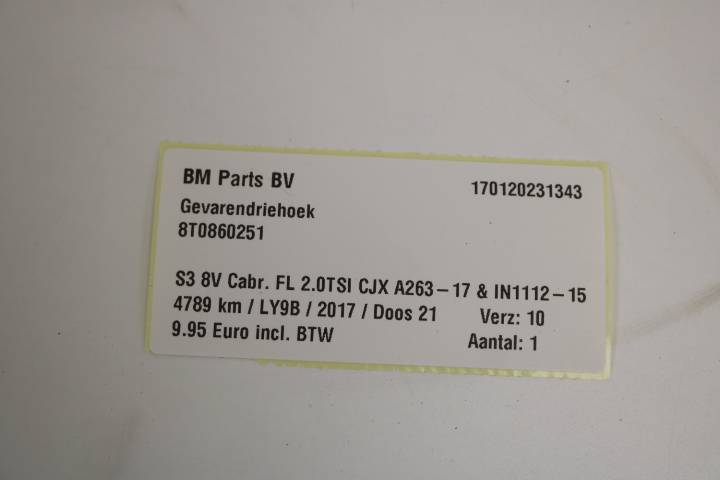 BM Parts BV 170120231343
Gevarendriehoek
8T0860251
S3 8V Cabr. FL 2.0TSI CJX A263-17 & IN1112-15
4789 km / LY9B / 2017 / Doos 21 Verz: 10
9.95 Euro incl. BTW Aantal: 1